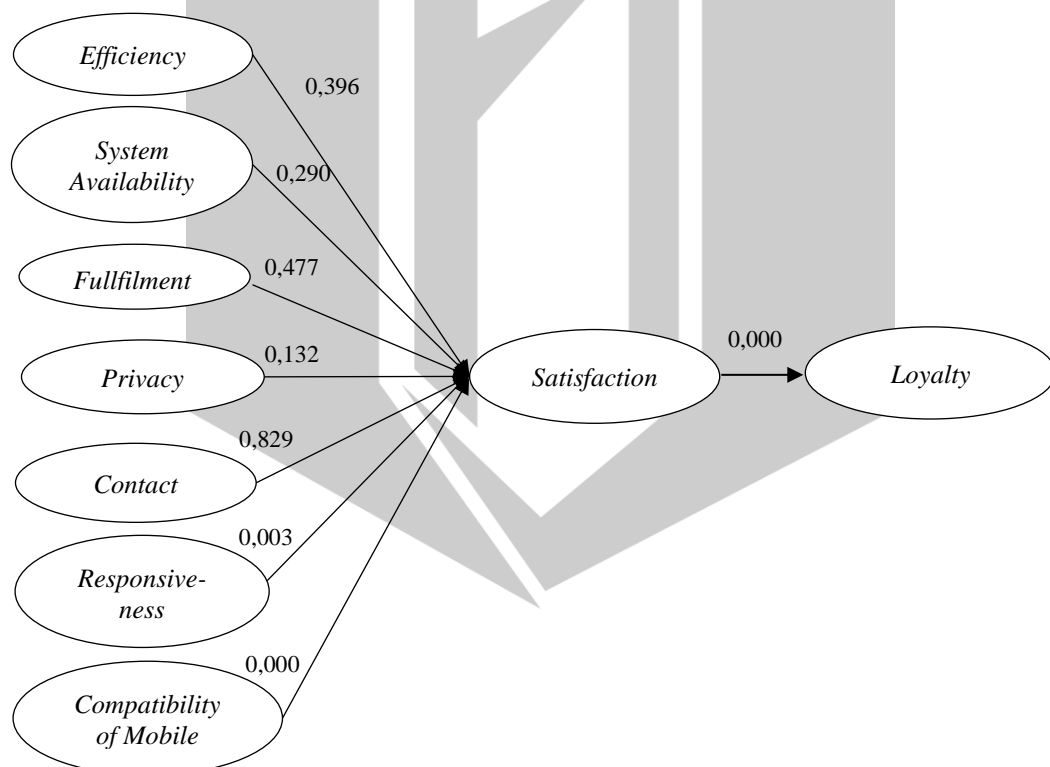 Efficiency
0,396
System
Availability
0,290
Fullfilment
0,477
Privacy
0,132
Satisfaction
0,000
Loyalty
Contact
0,829
Responsive-
ness
0,003
Compatibility
of Mobile
0,000